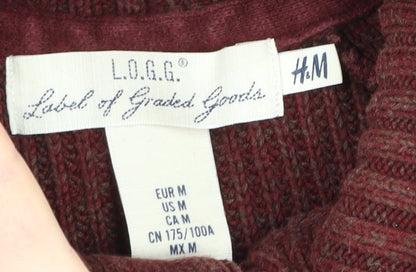 L.O.G.G.®
Label of Graded Goods
H&M
EUR M
US M
CA M
CN 175/100A
MX M